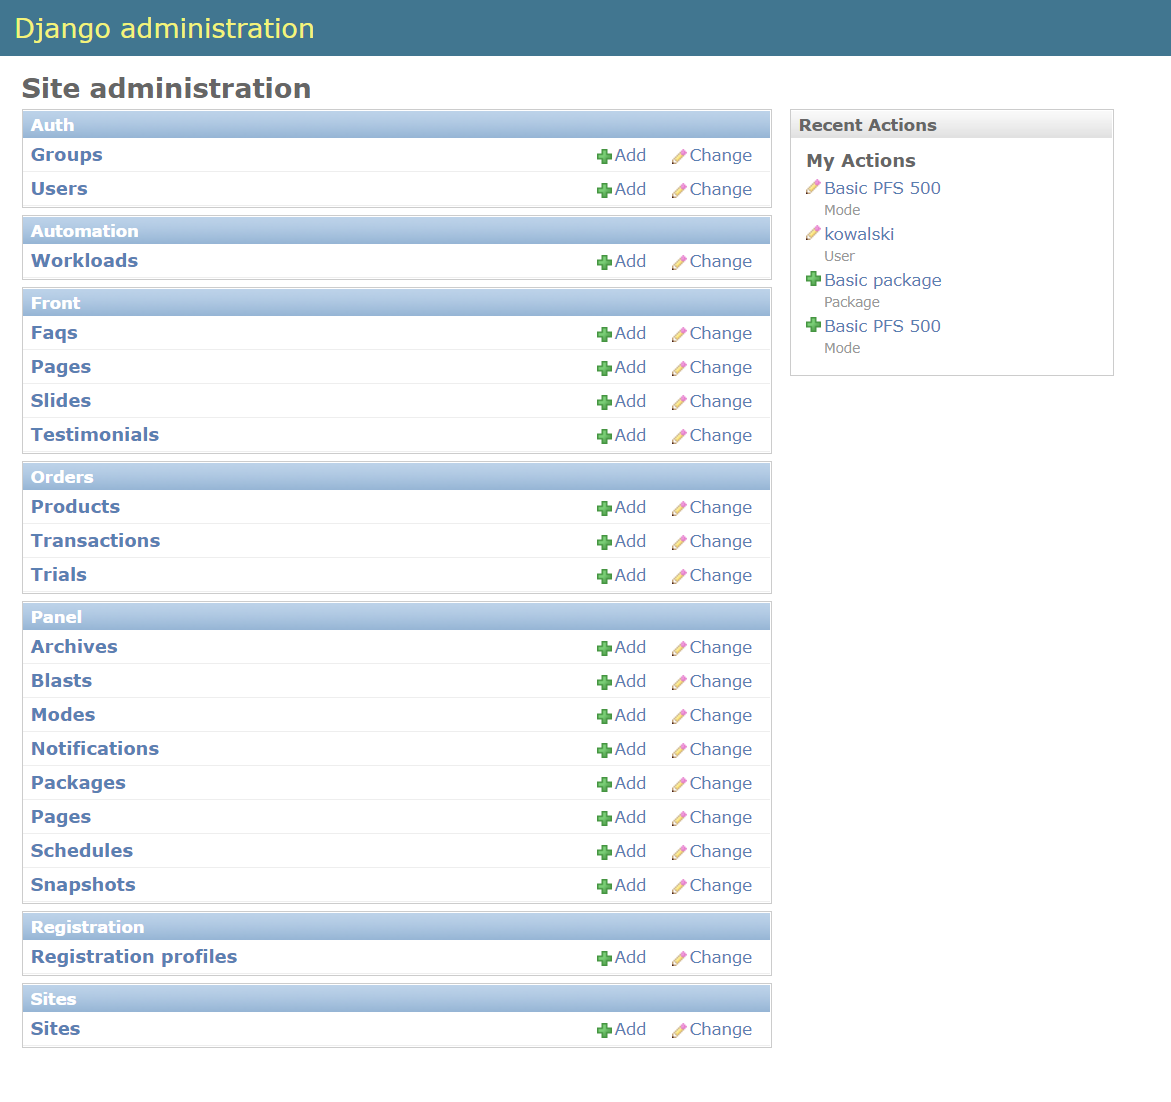 Django administration
Site administration
Auth
Groups Add Change
Users Add Change
Automation
Workloads Add Change
Front
Faqs Add Change
Pages Add Change
Slides Add Change
Testimonials Add Change
Orders
Products Add Change
Transactions Add Change
Trials Add Change
Panel
Archives Add Change
Blasts Add Change
Modes Add Change
Notifications Add Change
Packages Add Change
Pages Add Change
Schedules Add Change
Snapshots Add Change
Registration
Registration profiles Add Change
Sites
Sites Add Change
Recent Actions
My Actions
Basic PFS 500
Mode
kowalski
User
Basic package
Package
Basic PFS 500
Mode